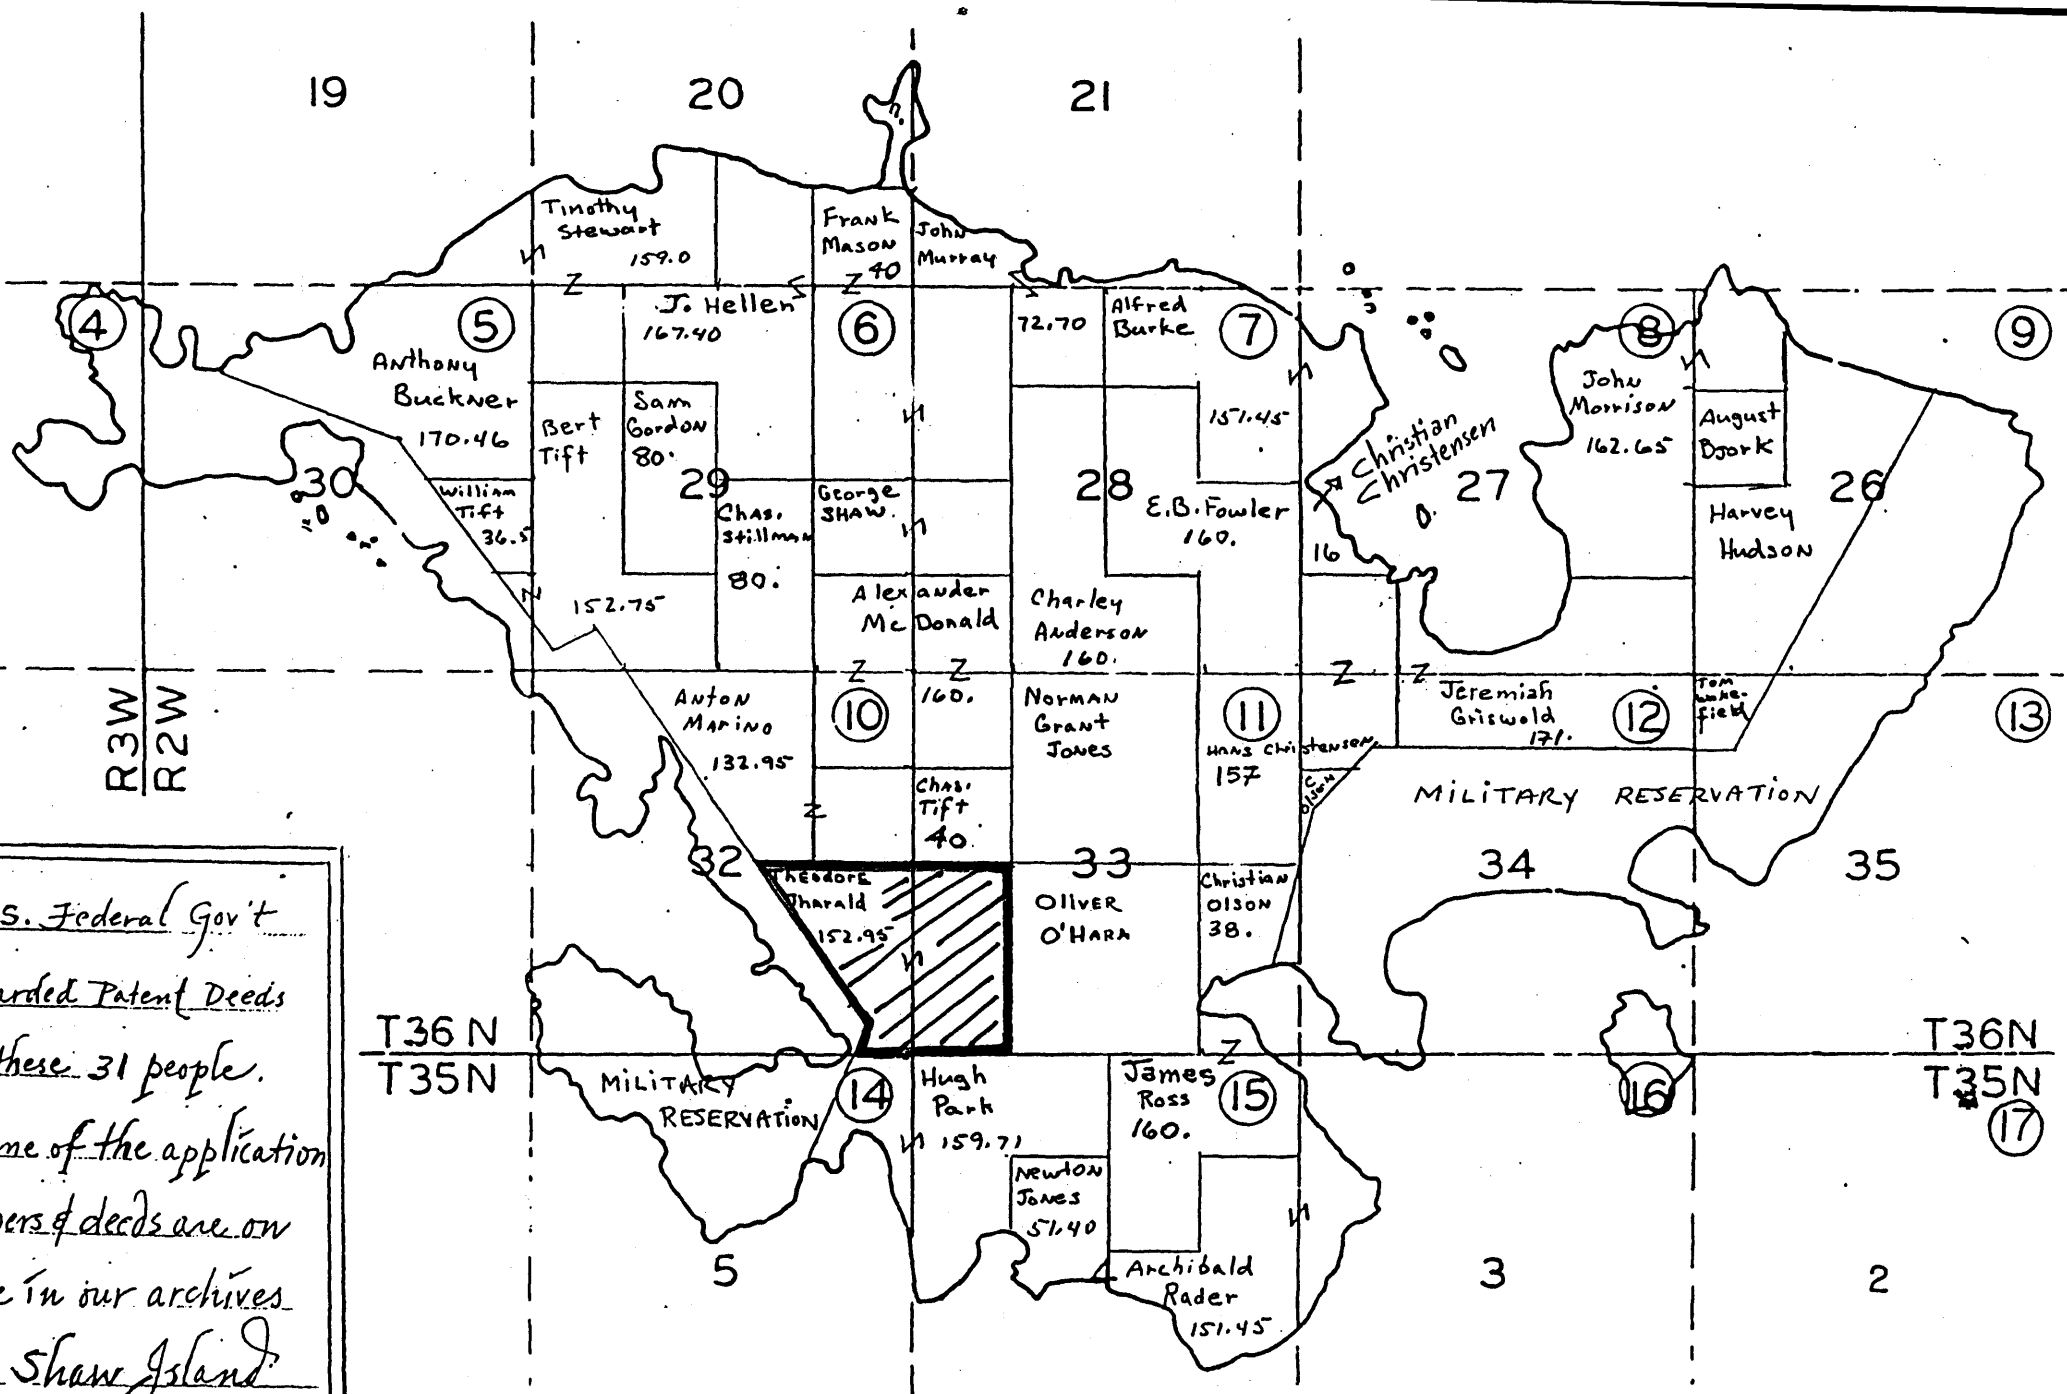 19
20
21
Timothy
Stewart
159.0
Frank
Mason
40
John
Murray
4
5
J. Hellen
167.40
6
72.70
Alfred
Burke
7
8
9
Anthony
Buckner
170.46
Bert
Tift
Sam
Gordon
80.
151.45
Christian
Christensen
John
Morrison
162.65
August
Bjork
30
William
Tift
36.5
29
Chas.
Stillman
80.
George
SHAW
28
E.B. Fowler
160.
16
27
26
Harvey
Hudson
152.75
Alexander
McDonald
160.
Charley
Anderson
160.
R3W
R2W
Anton
Marino
132.95
10
Norman
Grant
Jones
11
Hans Christensen
157
C
Olson
Jeremiah
Griswold
171.
12
Tom
Wake-
field
13
Chas.
Tift
40
MILITARY RESERVATION
32
33
34
35
Theodore
Tharald
152.95
OLIVER
O'HARA
Christian
Olson
38.
T36N
T35N
T36N
T35N
MILITARY
RESERVATION
14
Hugh
Park
159.71
James
Ross
160.
15
16
17
Newton
Jones
51.40
5
Archibald
Rader
151.45
3
2
S. Federal Gov't
Patent Deeds
these 31 people.
of the application
& deeds are on
in our archives
Shaw Island